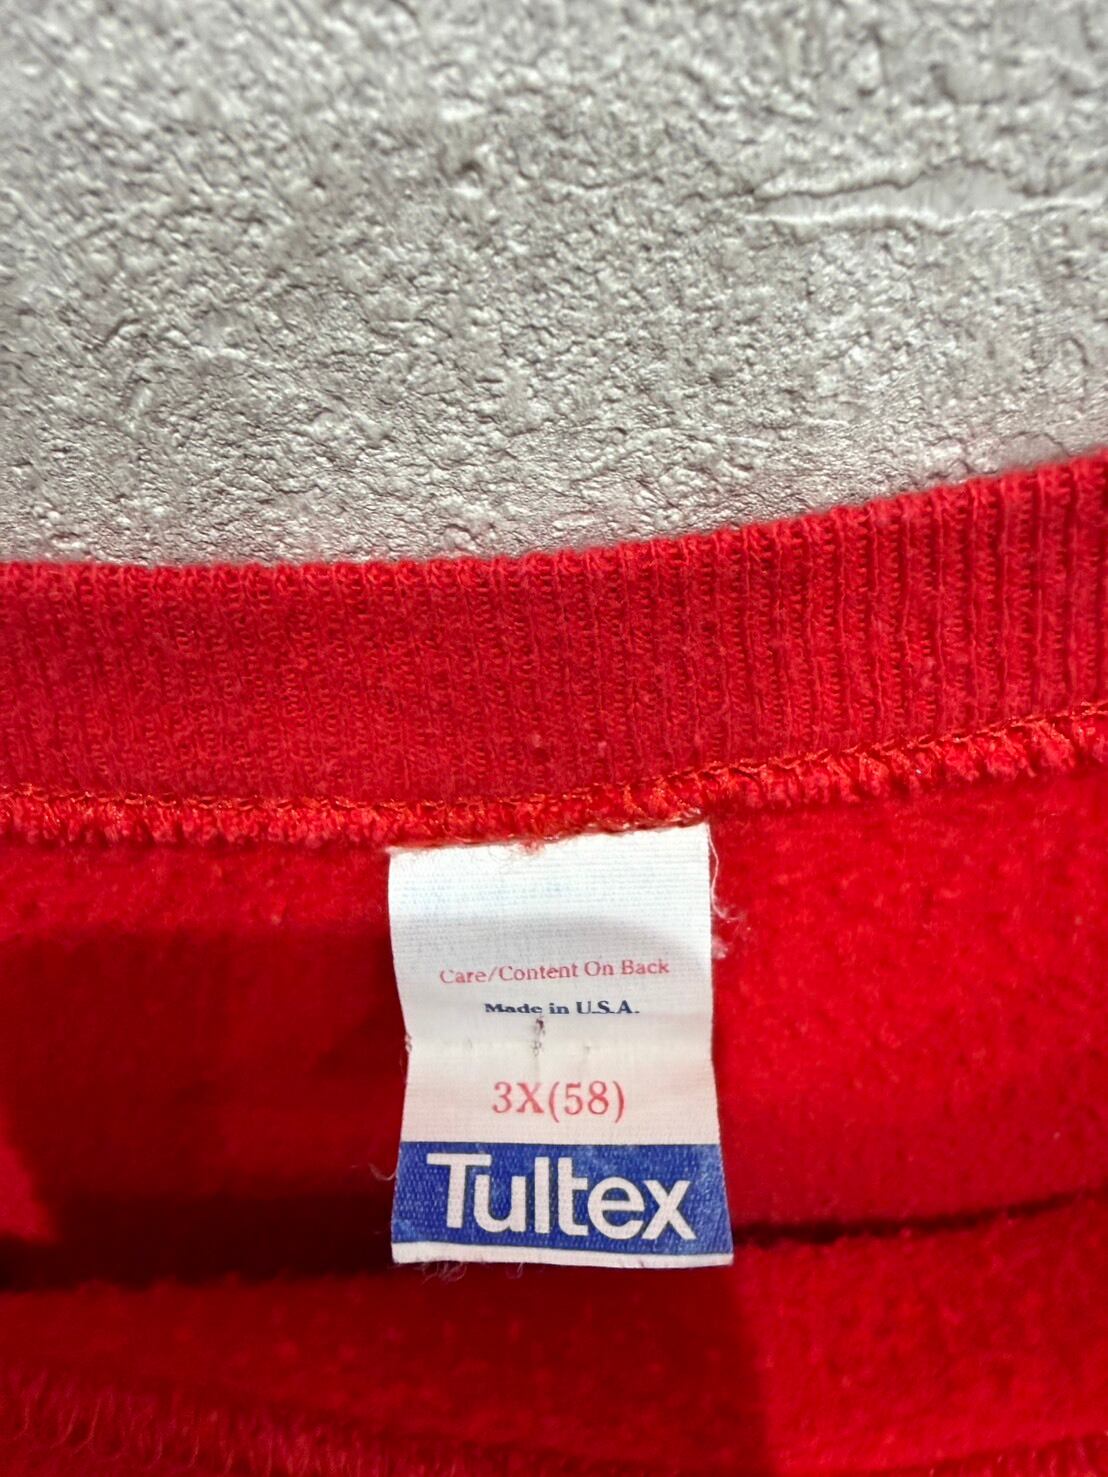 Care/Content On Back
Made in U.S.A.
3X(58)
Tultex